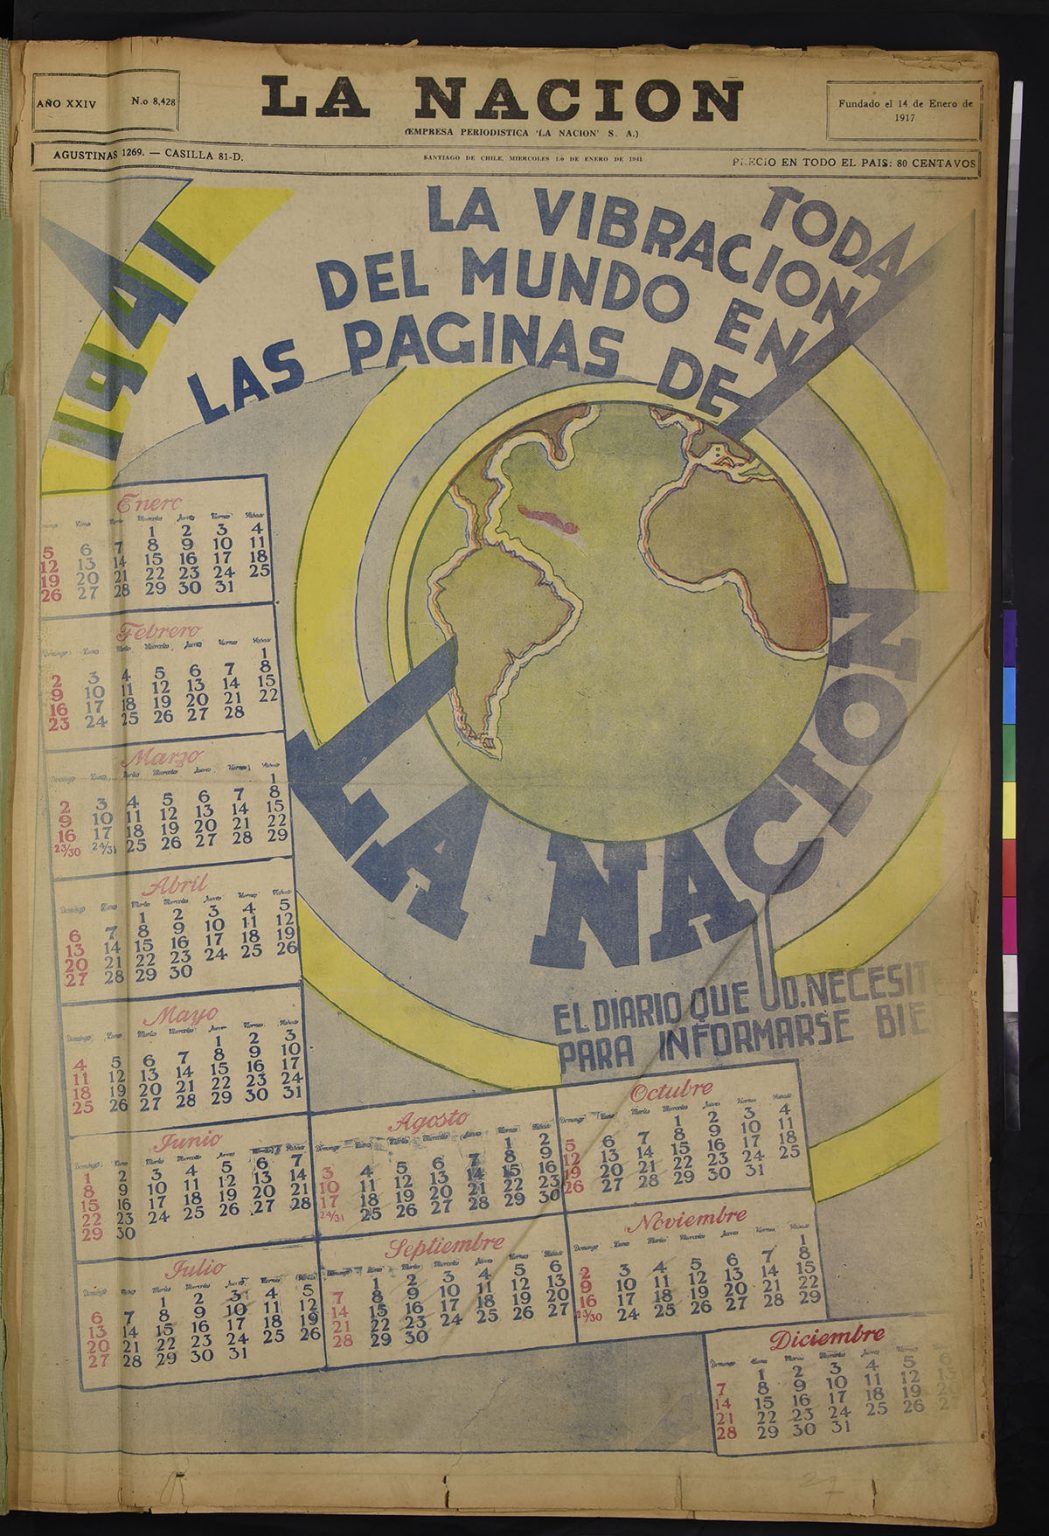 AÑO XXIV
N.o 8,428
LA NACION
(EMPRESA PERIODISTICA 'LA NACION' S. A.)
Fundado el 14 de Enero de
1917
AGUSTINAS 1269. — CASILLA 81-D.
SANTIAGO DE CHILE, MIERCOLES 1.o DE ENERO DE 1941
PRECIO EN TODO EL PAIS: 80 CENTAVOS
1941
TODA
LA VIBRACION
DEL MUNDO EN
LAS PAGINAS DE
LA NACION
EL DIARIO QUE UD. NECESIT
PARA INFORMARSE BIE
Enero
1 2 3 4
5 6 7 8 9 10 11
12 13 14 15 16 17 18
19 20 21 22 23 24 25
26 27 28 29 30 31
Febrero
1
2 3 4 5 6 7 8
9 10 11 12 13 14 15
16 17 18 19 20 21 22
23 24 25 26 27 28
Marzo
1
2 3 4 5 6 7 8
9 10 11 12 13 14 15
16 17 18 19 20 21 22
23/30 24/31 25 26 27 28 29
Abril
1 2 3 4 5
6 7 8 9 10 11 12
13 14 15 16 17 18 19
20 21 22 23 24 25 26
27 28 29 30
Mayo
1 2 3
4 5 6 7 8 9 10
11 12 13 14 15 16 17
18 19 20 21 22 23 24
25 26 27 28 29 30 31
Junio
1 2 3 4 5 6 7
8 9 10 11 12 13 14
15 16 17 18 19 20 21
22 23 24 25 26 27 28
29 30
Julio
1 2 3 4 5
6 7 8 9 10 11 12
13 14 15 16 17 18 19
20 21 22 23 24 25 26
27 28 29 30 31
Agosto
1 2
3 4 5 6 7 8 9
10 11 12 13 14 15 16
17 18 19 20 21 22 23
24/31 25 26 27 28 29 30
Septiembre
1 2 3 4 5 6
7 8 9 10 11 12 13
14 15 16 17 18 19 20
21 22 23 24 25 26 27
28 29 30
Octubre
1 2 3 4
5 6 7 8 9 10 11
12 13 14 15 16 17 18
19 20 21 22 23 24 25
26 27 28 29 30 31
Noviembre
1
2 3 4 5 6 7 8
9 10 11 12 13 14 15
16 17 18 19 20 21 22
23/30 24 25 26 27 28 29
Diciembre
1 2 3 4 5 6
7 8 9 10 11 12 13
14 15 16 17 18 19 20
21 22 23 24 25 26 27
28 29 30 31